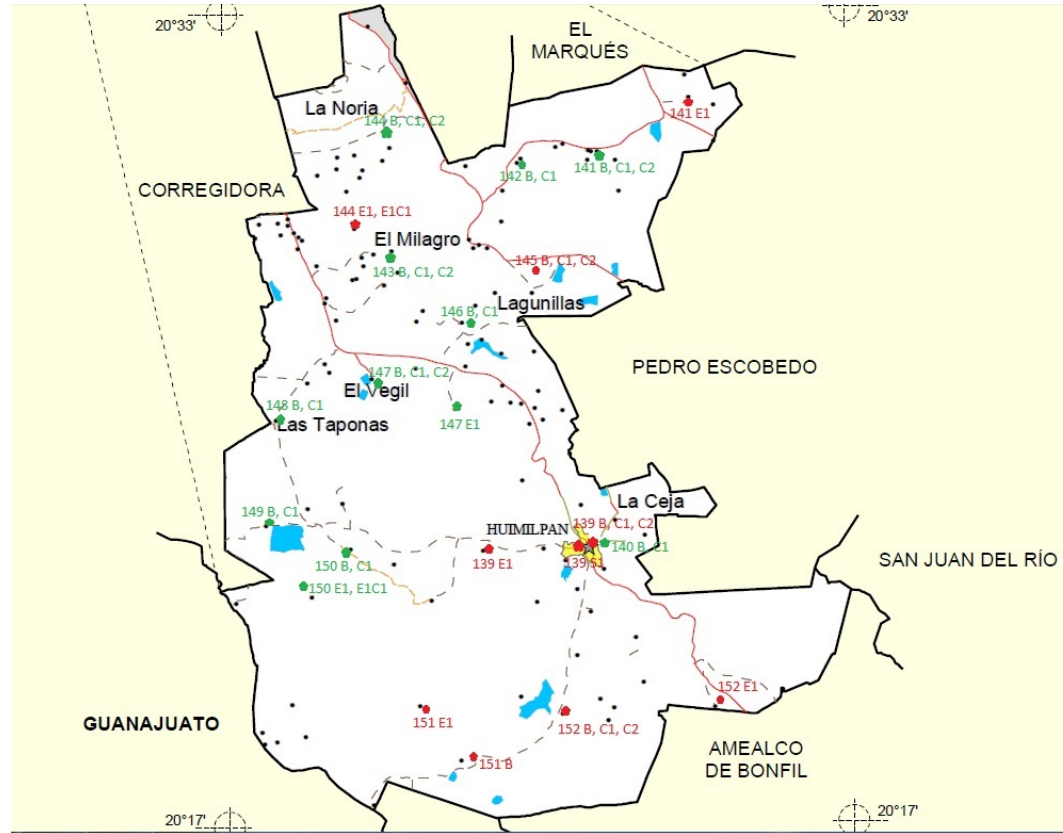 20°33'
20°33'
EL
MARQUÉS
La Noria
144 B, C1, C2
141 E1
142 B, C1
141 B, C1, C2
CORREGIDORA
144 E1, E1C1
El Milagro
143 B, C1, C2
145 B, C1, C2
Lagunillas
146 B, C1
PEDRO ESCOBEDO
147 B, C1, C2
El Vegil
147 E1
148 B, C1
Las Taponas
La Ceja
149 B, C1
HUIMILPAN
139 B, C1, C2
140 B, C1
139 E1
139 S1
150 B, C1
SAN JUAN DEL RÍO
150 E1, E1C1
152 E1
151 E1
152 B, C1, C2
GUANAJUATO
151 B
AMEALCO
DE BONFIL
20°17'
20°17'